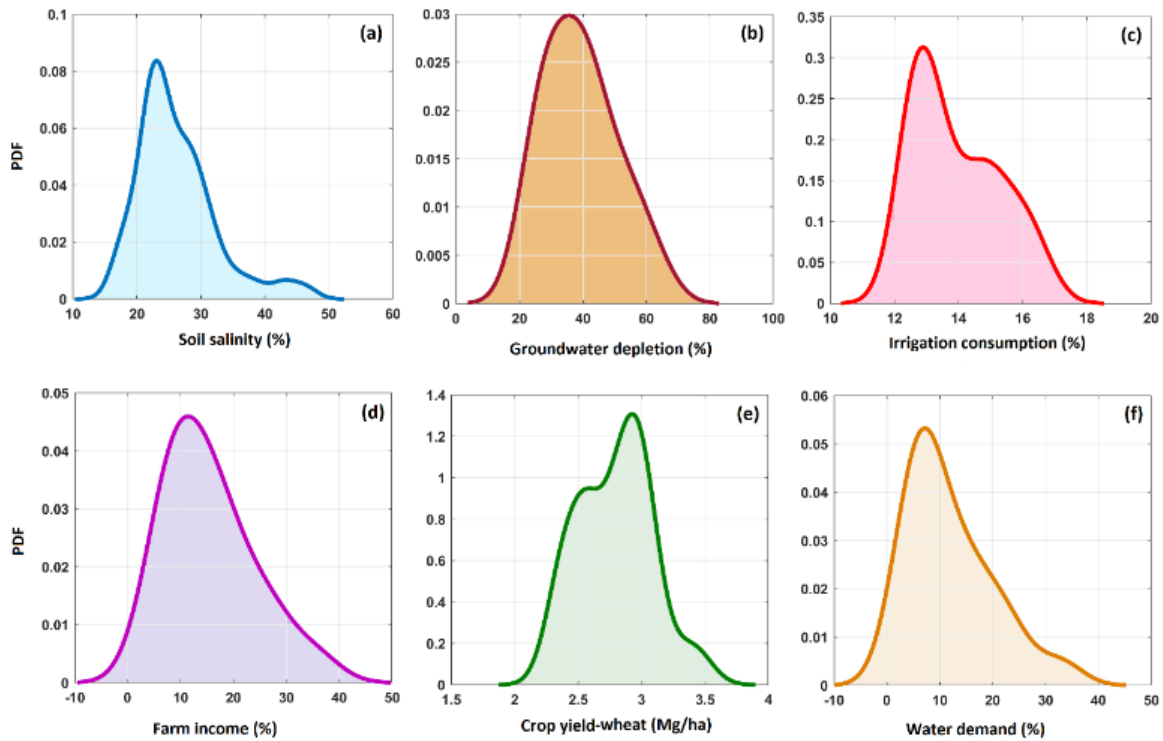 0.1
0.08
0.06
0.04
0.02
0
PDF
(a)
10 20 30 40 50 60
Soil salinity (%)
0.03
0.025
0.02
0.015
0.01
0.005
0
(b)
0 20 40 60 80 100
Groundwater depletion (%)
0.35
0.3
0.25
0.2
0.15
0.1
0.05
0
(c)
10 12 14 16 18 20
Irrigation consumption (%)
0.05
0.04
0.03
0.02
0.01
0
PDF
(d)
-10 0 10 20 30 40 50
Farm income (%)
1.4
1.2
1
0.8
0.6
0.4
0.2
0
(e)
1.5 2 2.5 3 3.5 4
Crop yield-wheat (Mg/ha)
0.06
0.05
0.04
0.03
0.02
0.01
0
(f)
-10 0 10 20 30 40 50
Water demand (%)